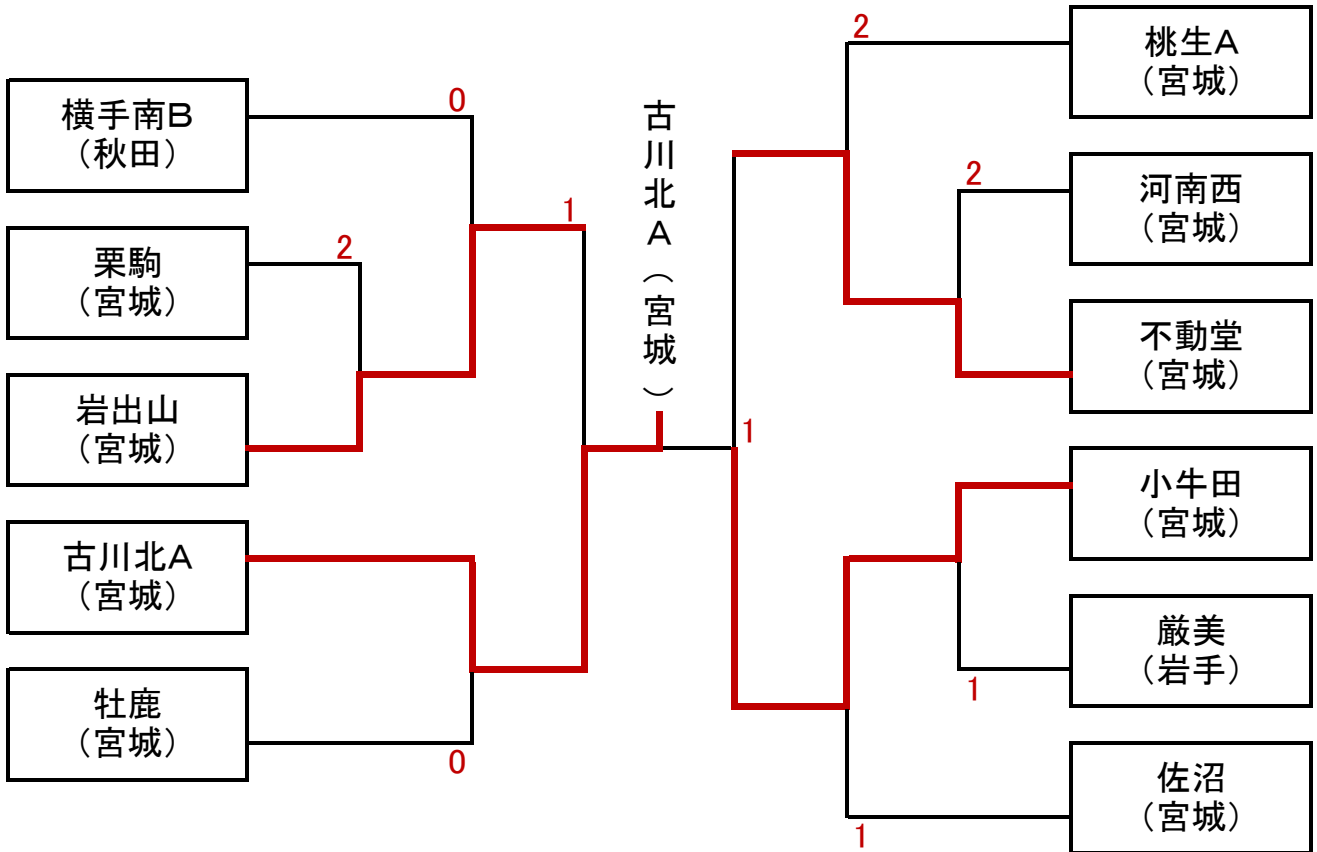 横手南B
（秋田）
0
栗駒
（宮城）
2
岩出山
（宮城）
1
古川北A
（宮城）
牡鹿
（宮城）
0
古川北A（宮城）
2
桃生A
（宮城）
2
河南西
（宮城）
不動堂
（宮城）
1
小牛田
（宮城）
厳美
（岩手）
1
佐沼
（宮城）
1